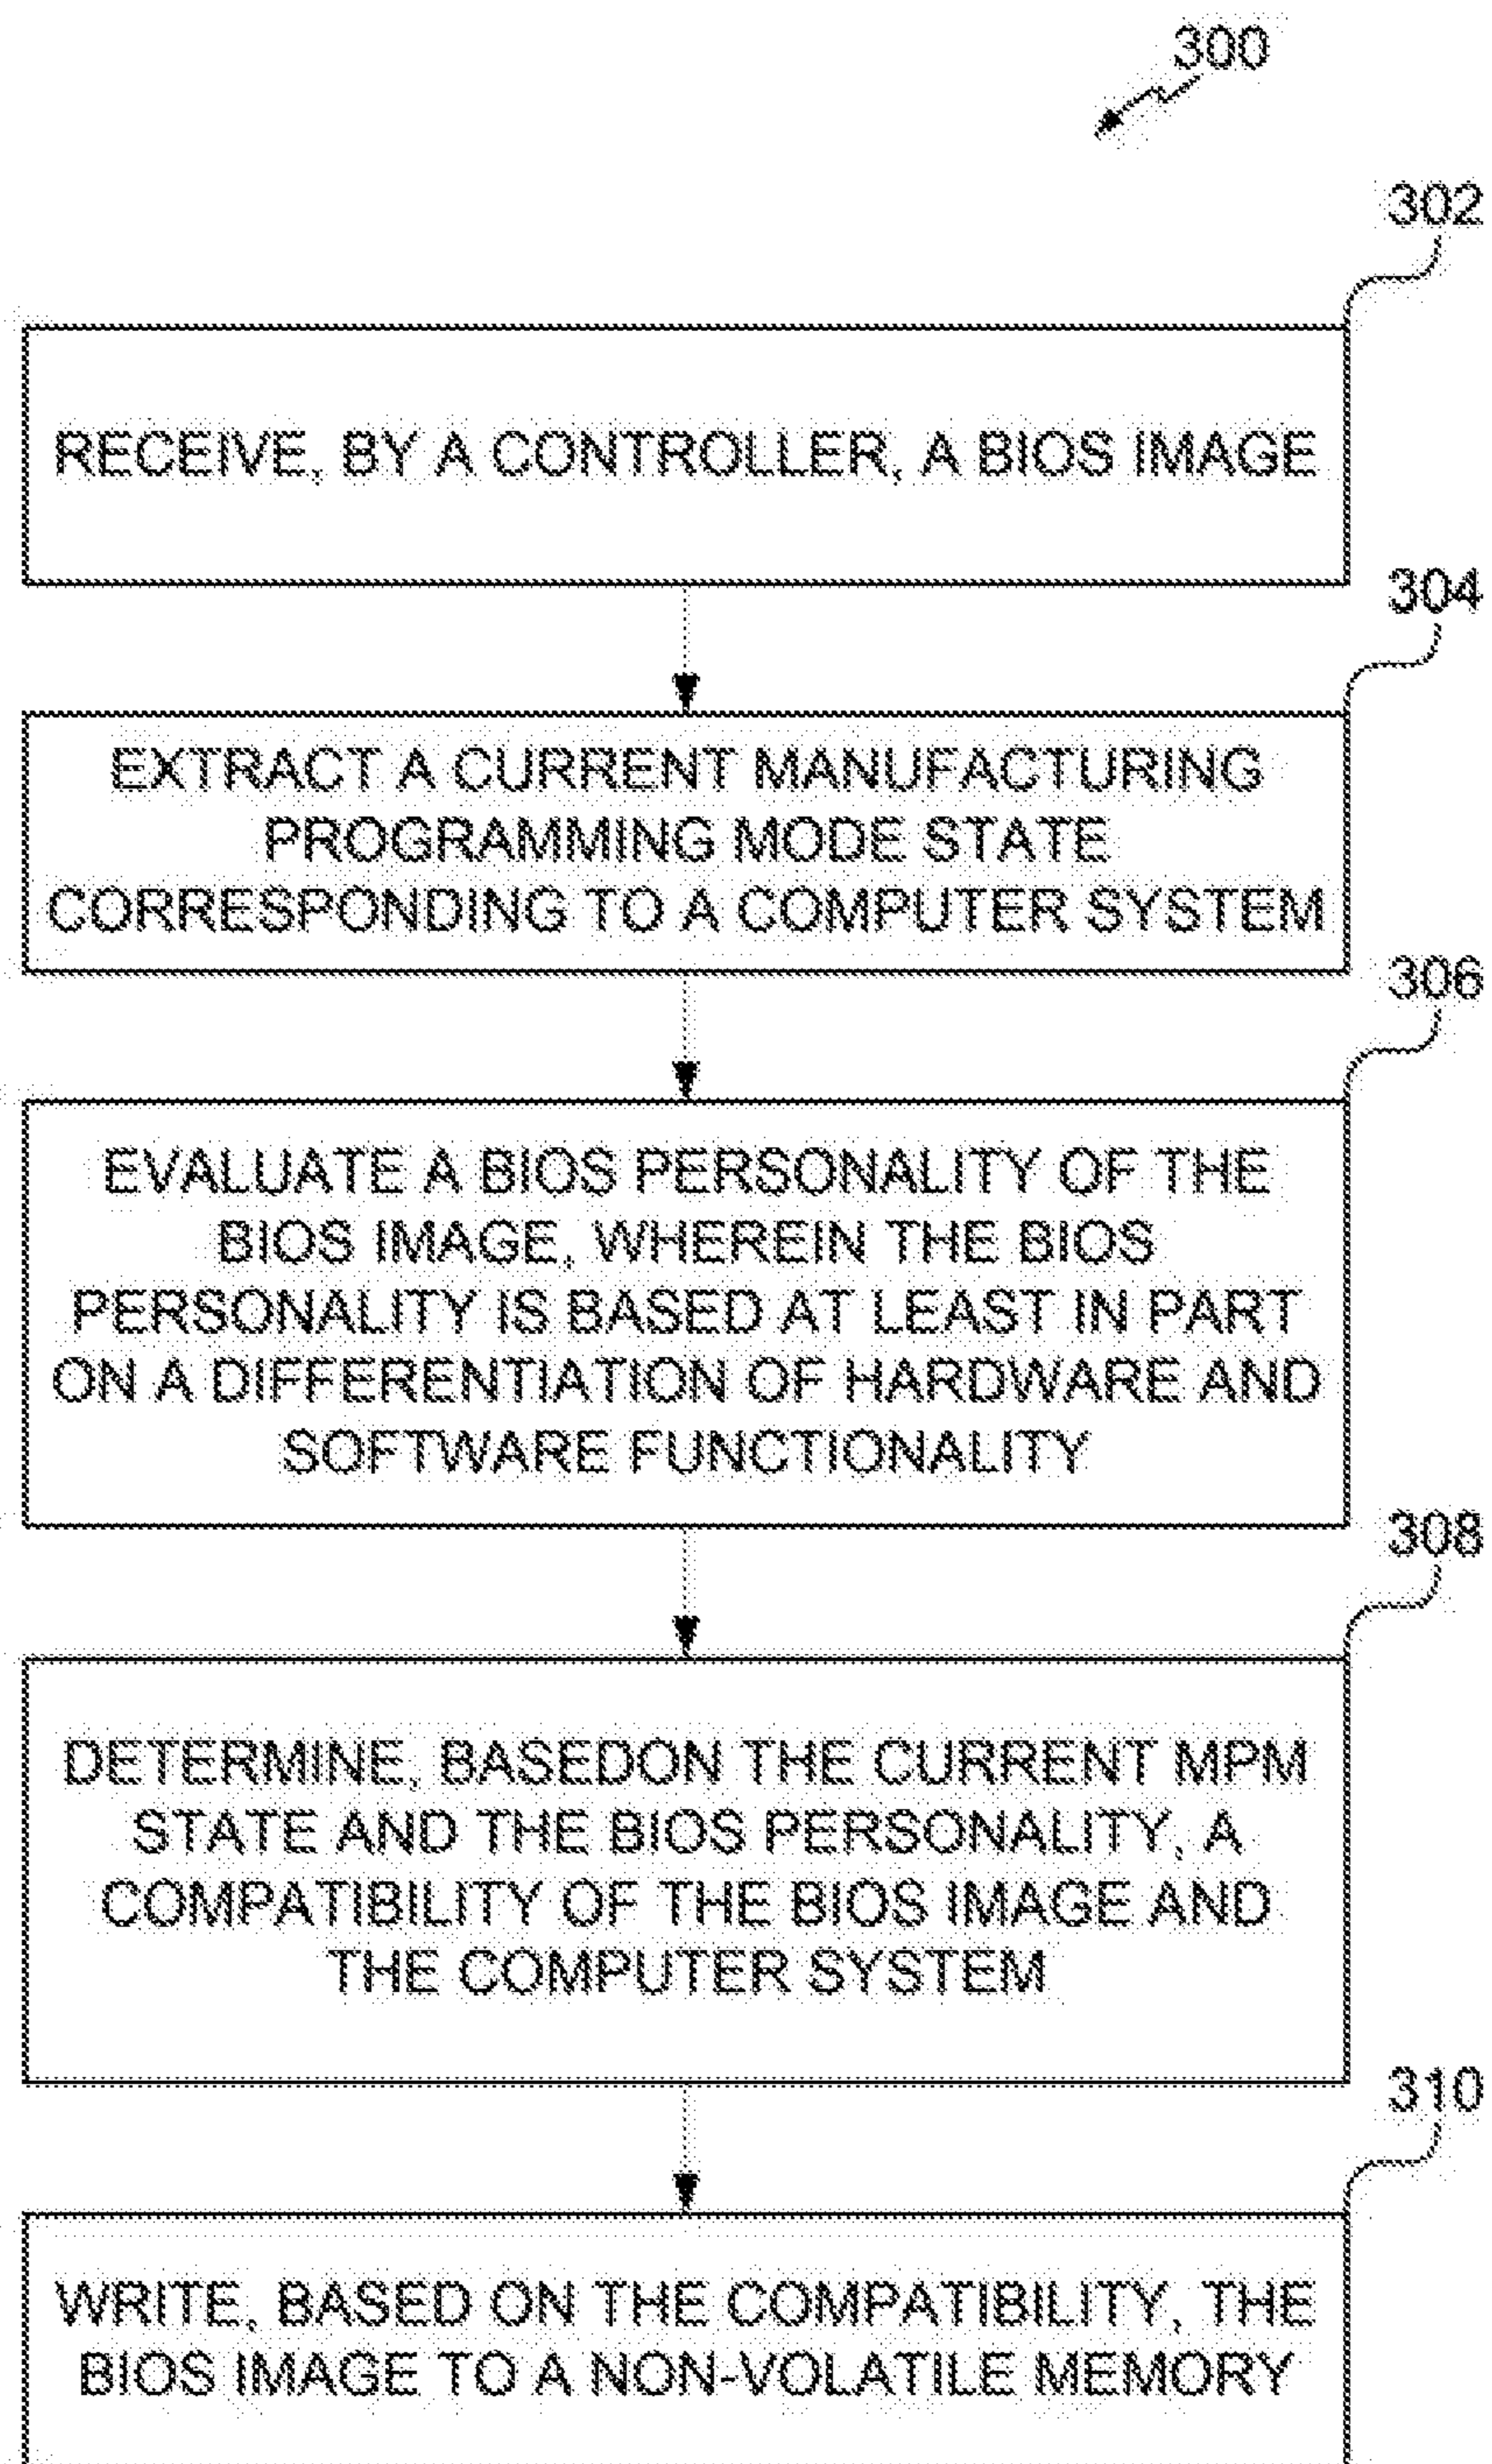 300
302
RECEIVE, BY A CONTROLLER, A BIOS IMAGE
304
EXTRACT A CURRENT MANUFACTURING
PROGRAMMING MODE STATE
CORRESPONDING TO A COMPUTER SYSTEM
306
EVALUATE A BIOS PERSONALITY OF THE
BIOS IMAGE, WHEREIN THE BIOS
PERSONALITY IS BASED AT LEAST IN PART
ON A DIFFERENTIATION OF HARDWARE AND
SOFTWARE FUNCTIONALITY
308
DETERMINE, BASEDON THE CURRENT MPM
STATE AND THE BIOS PERSONALITY, A
COMPATIBILITY OF THE BIOS IMAGE AND
THE COMPUTER SYSTEM
310
WRITE, BASED ON THE COMPATIBILITY, THE
BIOS IMAGE TO A NON-VOLATILE MEMORY